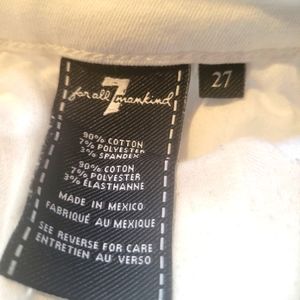 for all 7 mankind
27
90% COTTON
7% POLYESTER
3% SPANDEX
90% COTON
7% POLYESTER
3% ELASTHANNE
MADE IN MEXICO
FABRIQUÉ AU MEXIQUE
SEE REVERSE FOR CARE
ENTRETIEN AU VERSO